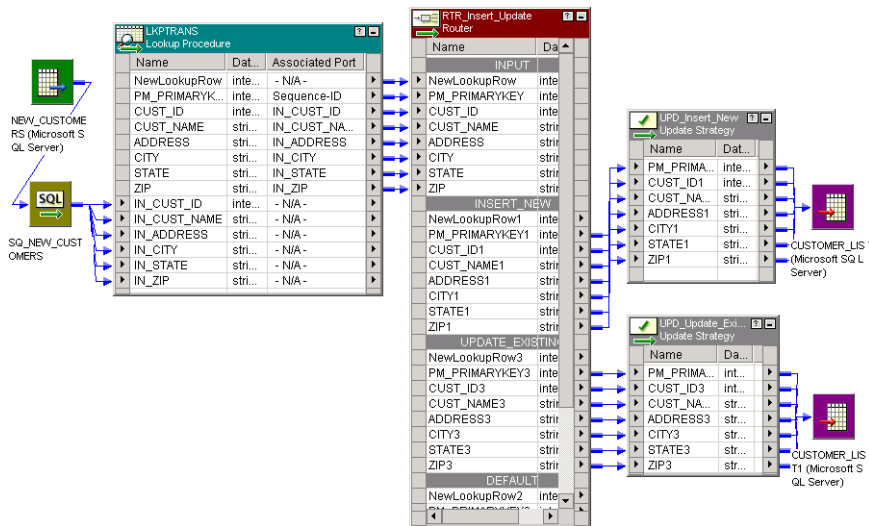 NEW_CUSTOME
RS (Microsoft S
QL Server)
SQL
SQ_NEW_CUST
OMERS
LKPTRANS
Lookup Procedure
Name Dat... Associated Port
NewLookupRow inte... - N/A -
PM_PRIMARYK... inte... Sequence-ID
CUST_ID inte... IN_CUST_ID
CUST_NAME stri... IN_CUST_NA...
ADDRESS stri... IN_ADDRESS
CITY stri... IN_CITY
STATE stri... IN_STATE
ZIP stri... IN_ZIP
IN_CUST_ID inte... - N/A -
IN_CUST_NAME stri... - N/A -
IN_ADDRESS stri... - N/A -
IN_CITY stri... - N/A -
IN_STATE stri... - N/A -
IN_ZIP stri... - N/A -
RTR_Insert_Update
Router
Name Da
INPUT
NewLookupRow inte
PM_PRIMARYKEY inte
CUST_ID inte
CUST_NAME strin
ADDRESS strin
CITY strin
STATE strin
ZIP strin
INSERT_NEW
NewLookupRow1 inte
PM_PRIMARYKEY1 inte
CUST_ID1 inte
CUST_NAME1 strin
ADDRESS1 strin
CITY1 strin
STATE1 strin
ZIP1 strin
UPDATE_EXISTING
NewLookupRow3 inte
PM_PRIMARYKEY3 inte
CUST_ID3 inte
CUST_NAME3 strin
ADDRESS3 strin
CITY3 strin
STATE3 strin
ZIP3 strin
DEFAULT
NewLookupRow2 inte
UPD_Insert_New
Update Strategy
Name Dat...
PM_PRIMA... inte...
CUST_ID1 inte...
CUST_NA... stri...
ADDRESS1 stri...
CITY1 stri...
STATE1 stri...
ZIP1 stri...
CUSTOMER_LIS T
(Microsoft SQ L
Server)
UPD_Update_Exi...
Update Strategy
Name Da...
PM_PRIMA... int...
CUST_ID3 int...
CUST_NA... str...
ADDRESS3 str...
CITY3 str...
STATE3 str...
ZIP3 str...
CUSTOMER_LIS
T1 (Microsoft S
QL Server)